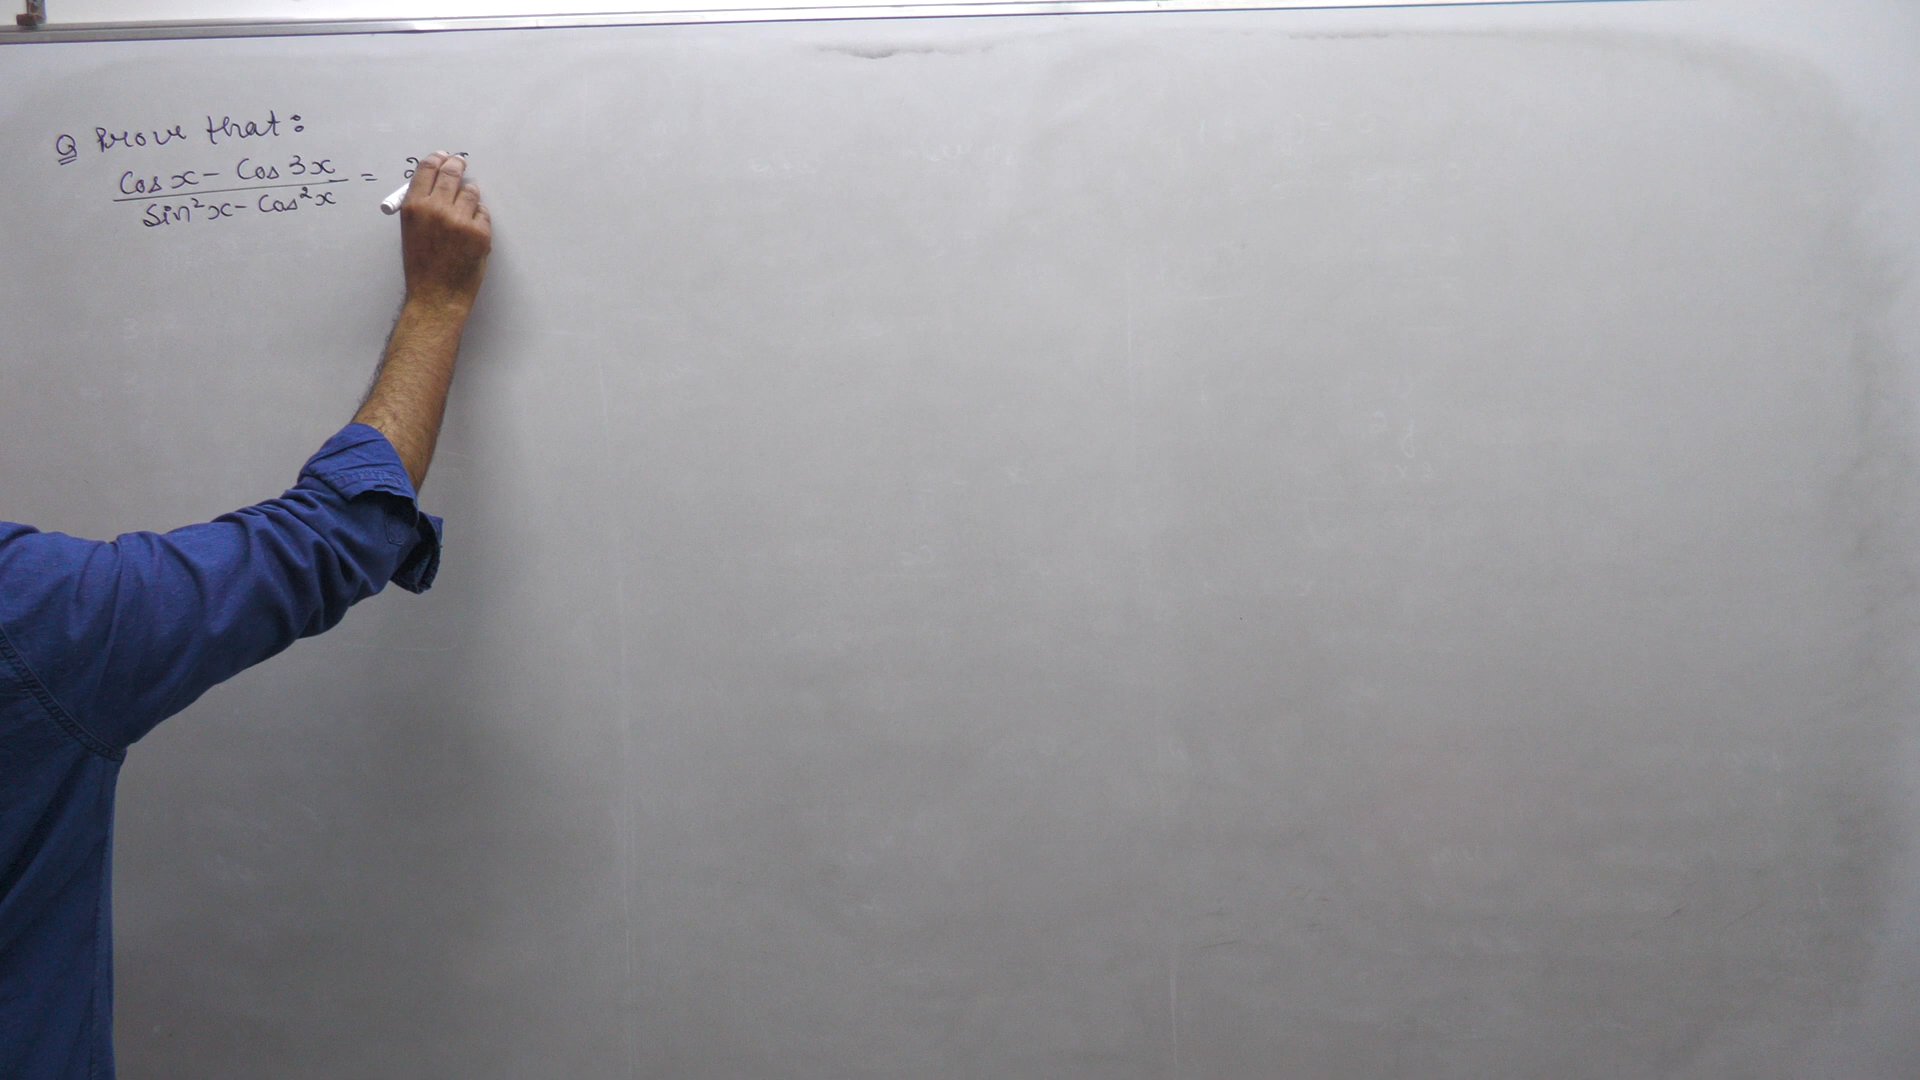 Q Prove that:
Cos x - Cos 3x = 2
Sin²x - Cos²x